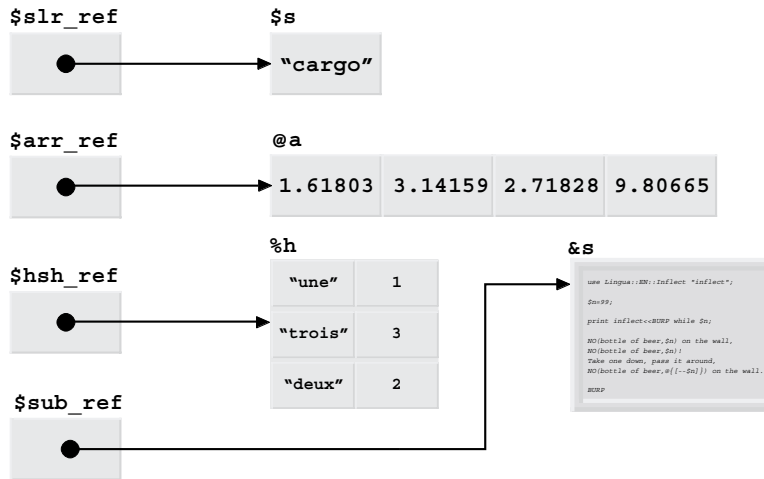 $slr_ref $s
“cargo”
$arr_ref @a
1.61803 3.14159 2.71828 9.80665
%h &s
$hsh_ref
“une” 1
“trois” 3
“deux” 2
$sub_ref
use Lingua::EN::Inflect "inflect";
$n=99;
print inflect<<BURP while $n;
NO(bottle of beer,$n) on the wall,
NO(bottle of beer,$n)!
Take one down, pass it around,
NO(bottle of beer,@{[--$n]}) on the wall.
BURP